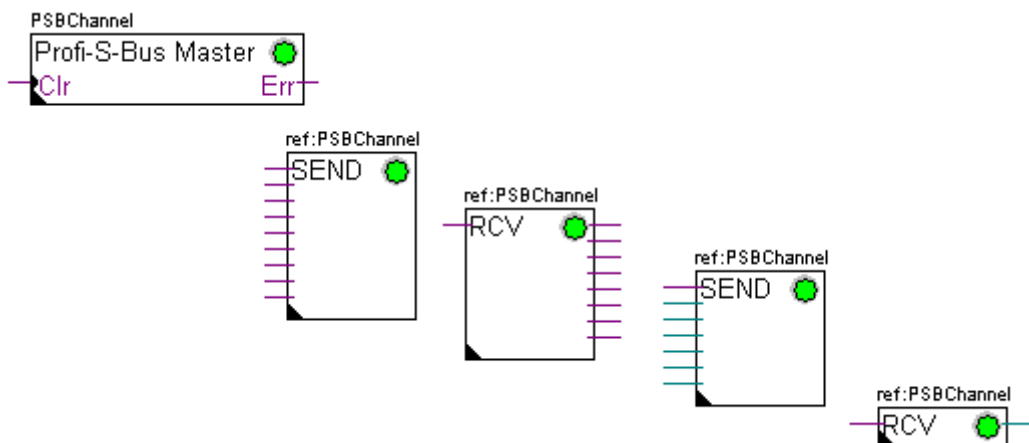 PSBChannel
Profi-S-Bus Master
Clr Err
ref:PSBChannel
SEND
ref:PSBChannel
RCV
ref:PSBChannel
SEND
ref:PSBChannel
RCV